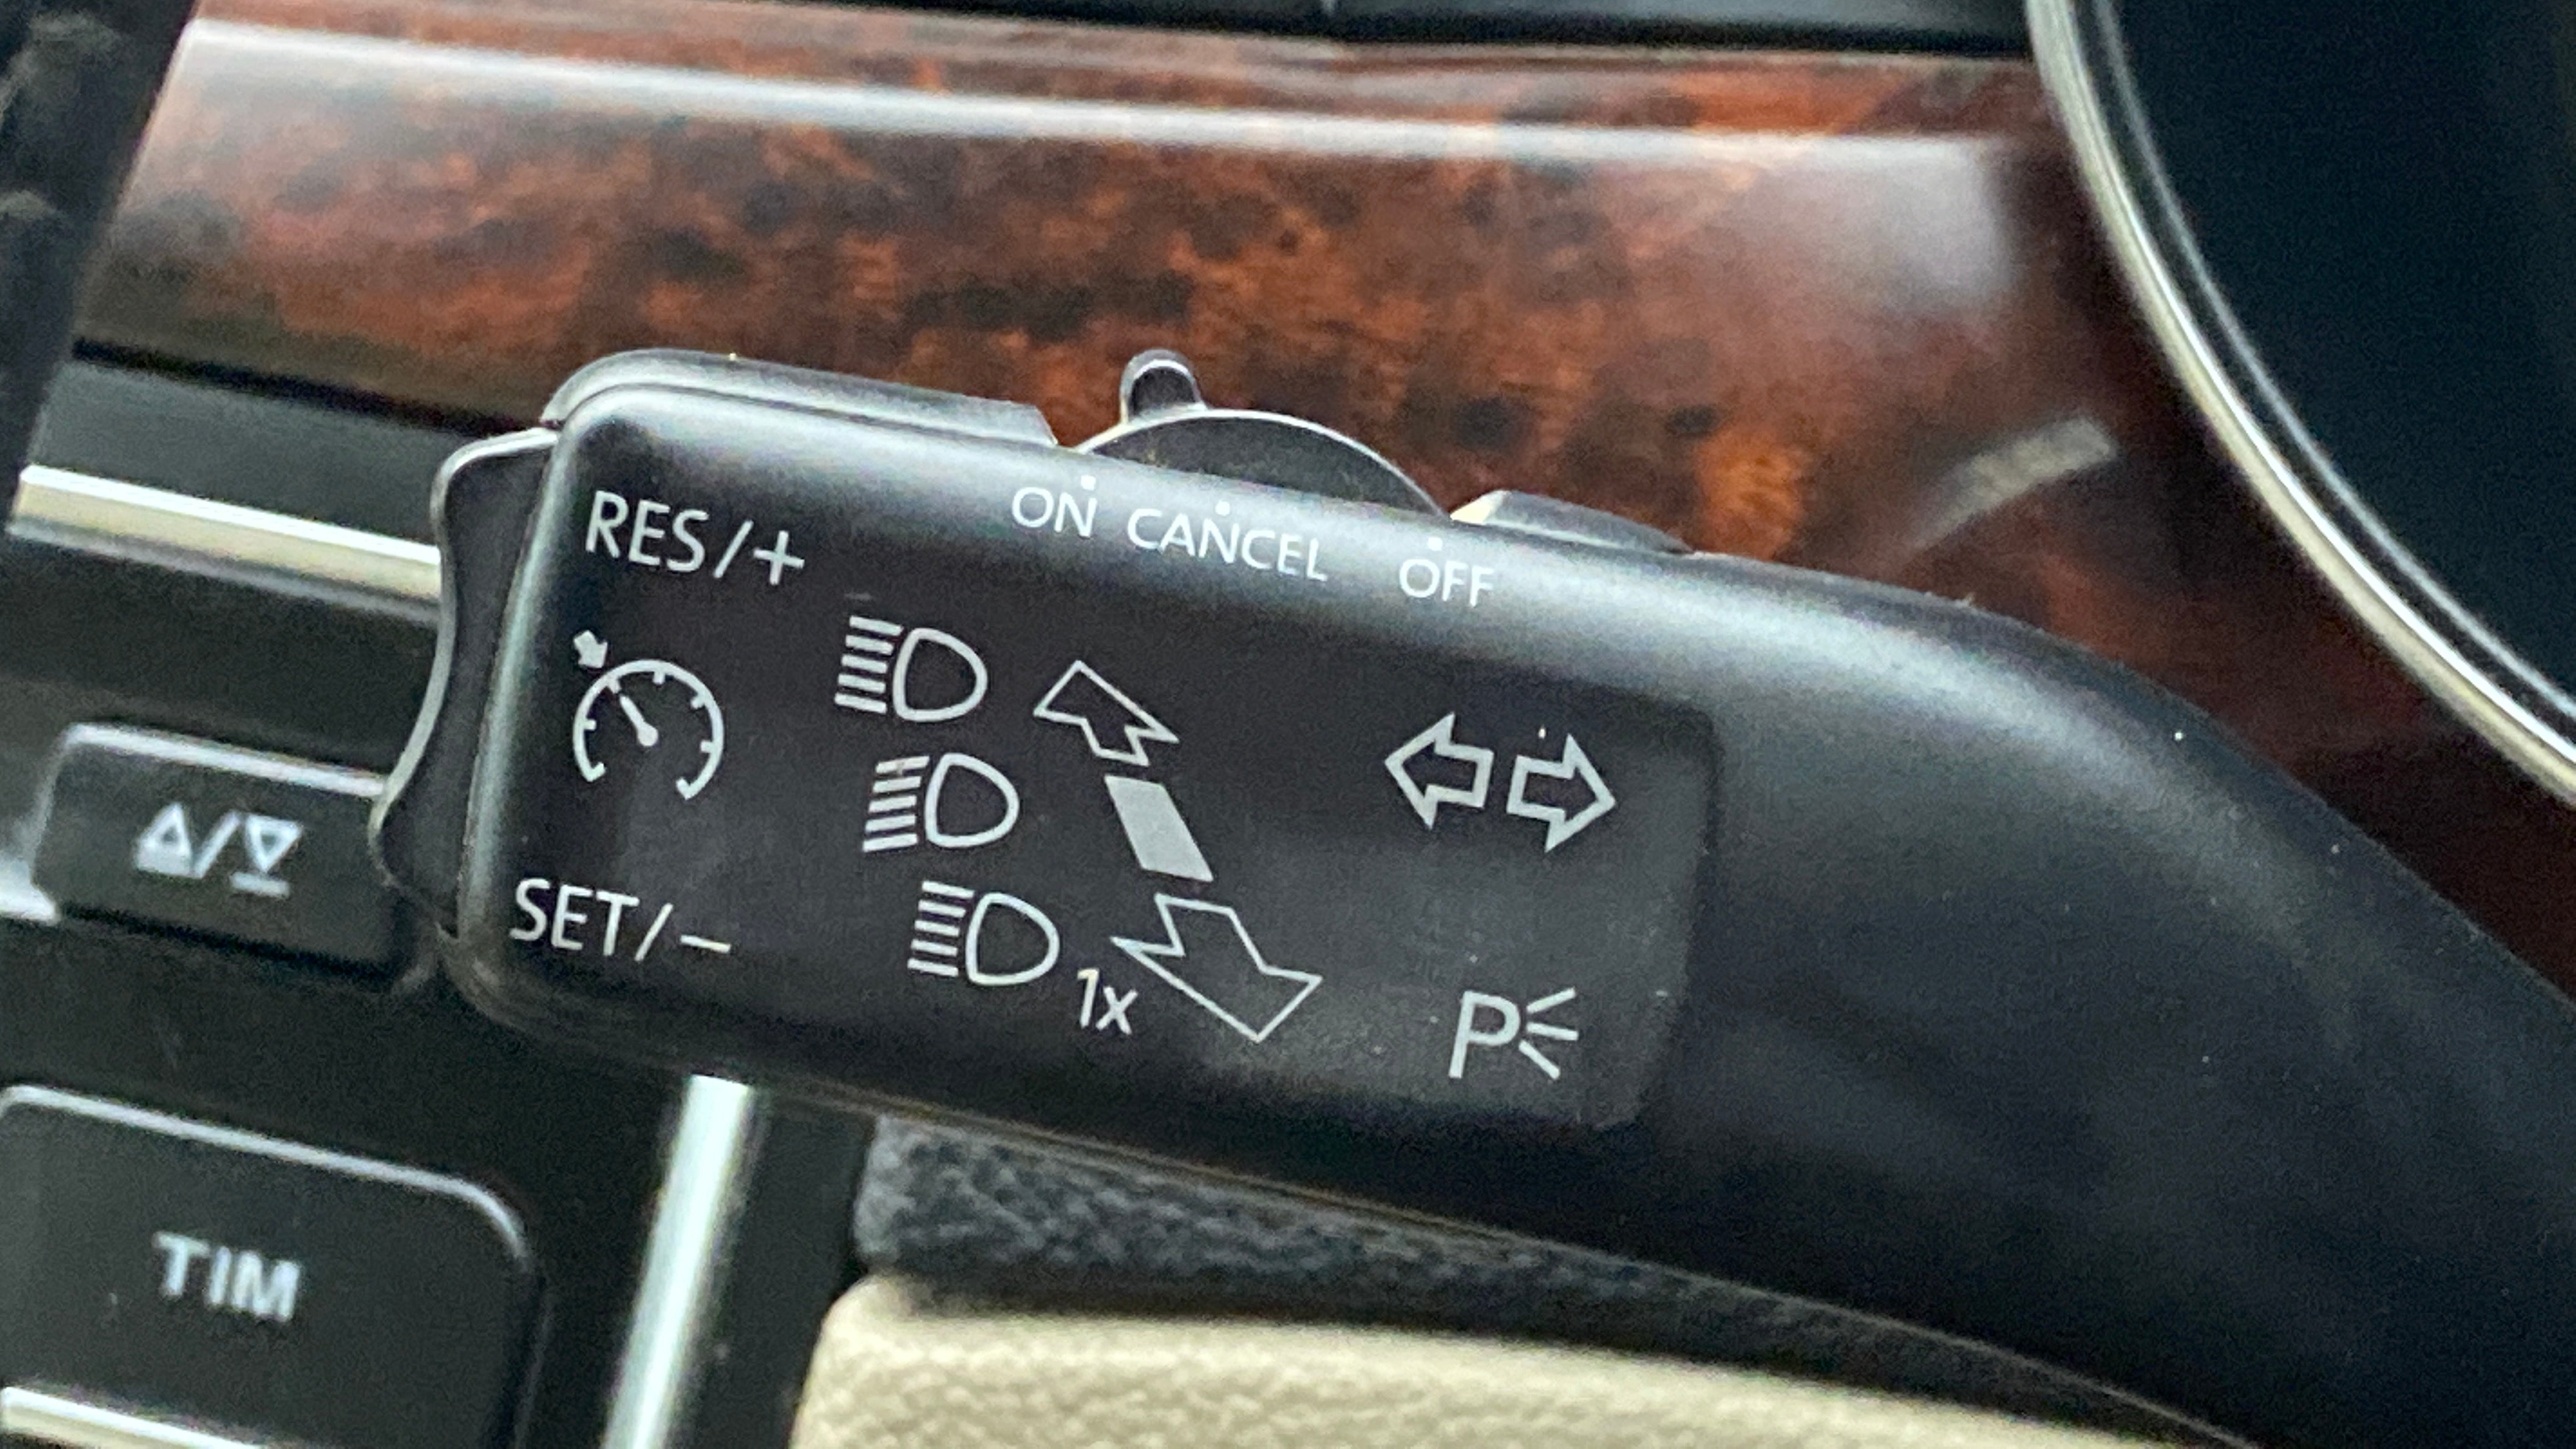 RES/+
ON CANCEL OFF
SET/−
1x
P
TIM